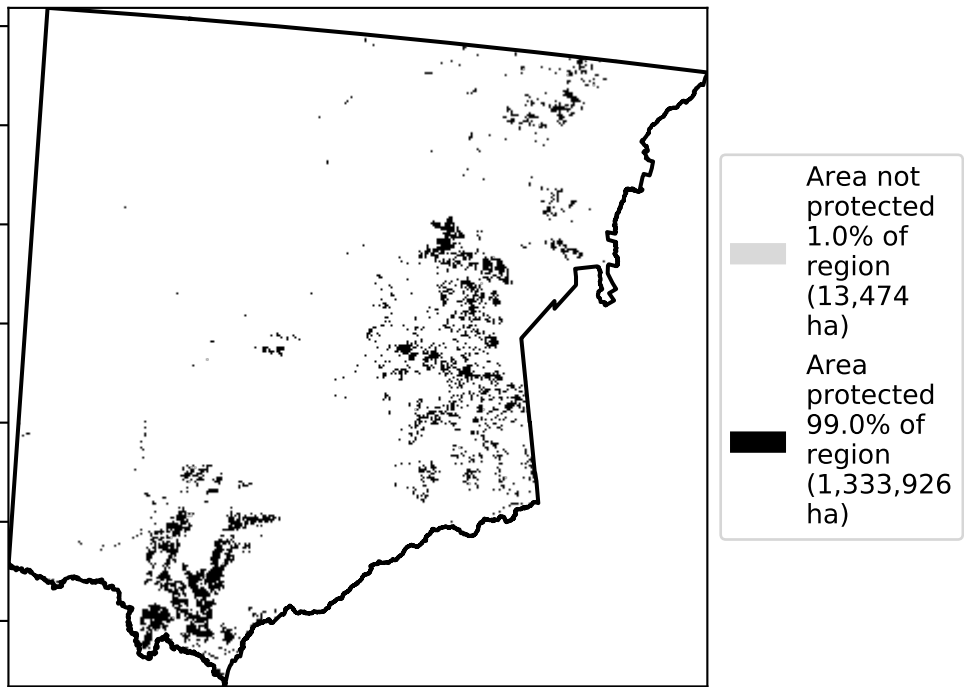 Area not
protected
1.0% of
region
(13,474
ha)
Area
protected
99.0% of
region
(1,333,926
ha)